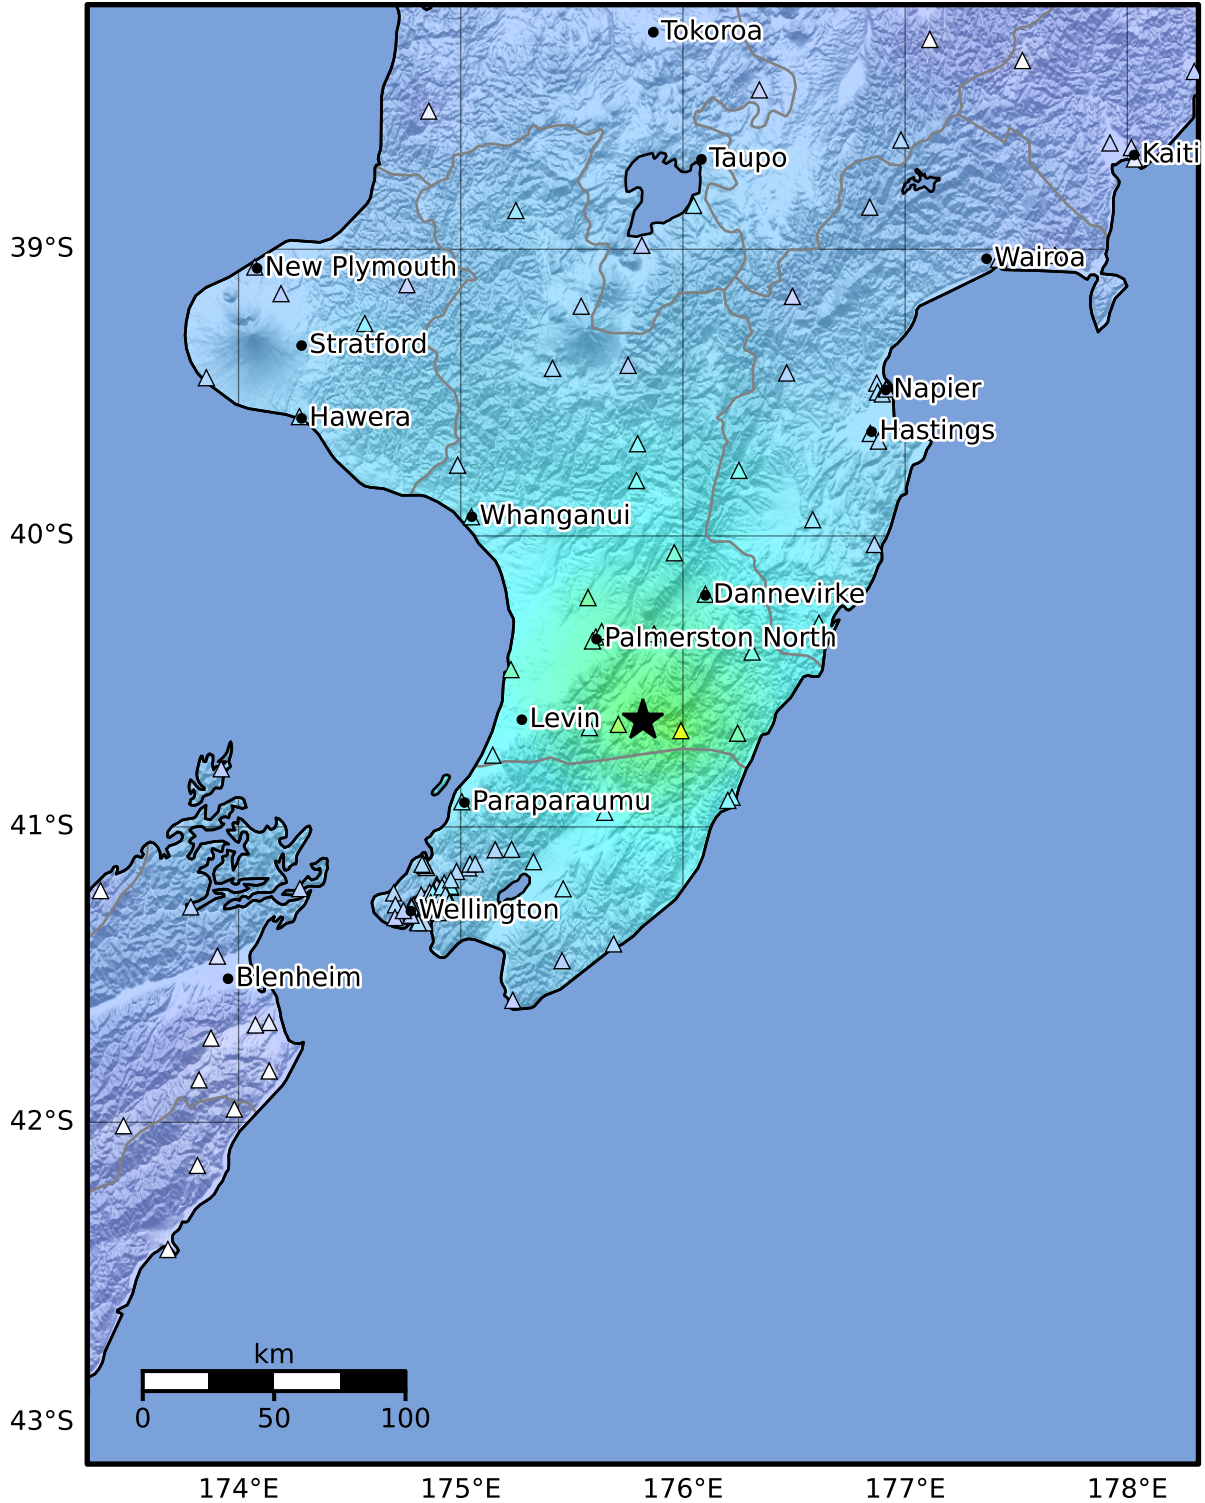 Tokoroa
Taupo
Kaiti
39°S
New Plymouth
Wairoa
Stratford
Napier
Hawera
Hastings
Whanganui
40°S
Dannevirke
Palmerston North
Levin
Paraparaumu
41°S
Wellington
Blenheim
42°S
km
0 50 100
43°S
174°E 175°E 176°E 177°E 178°E